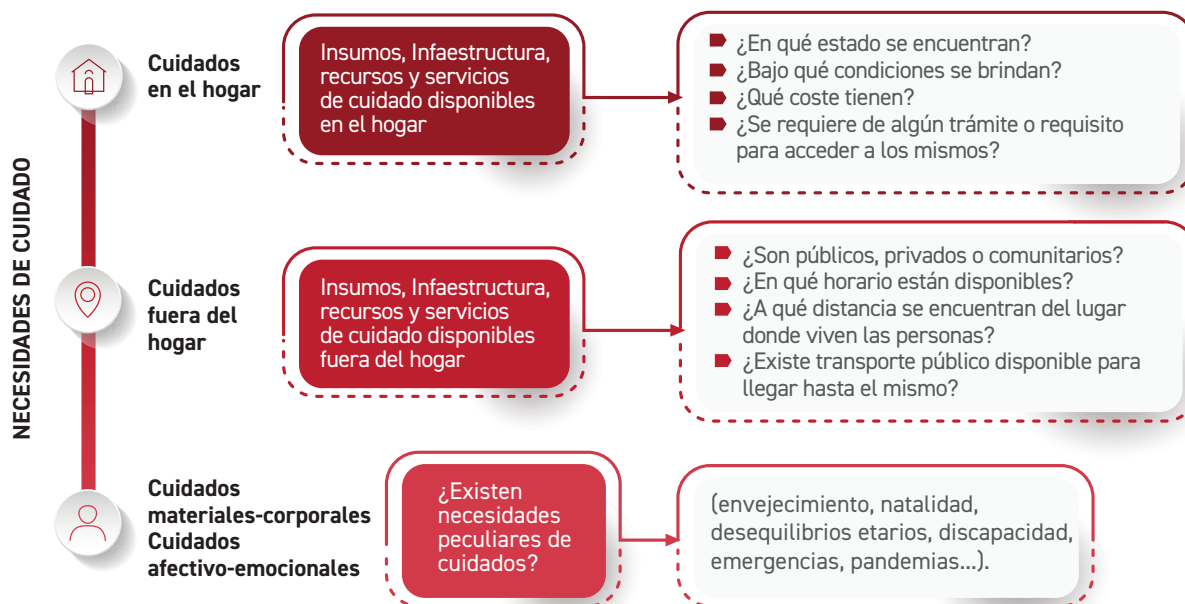 NECESIDADES DE CUIDADO
Cuidados
en el hogar
Insumos, Infaestructura,
recursos y servicios
de cuidado disponibles
en el hogar
¿En qué estado se encuentran?
¿Bajo qué condiciones se brindan?
¿Qué coste tienen?
¿Se requiere de algún trámite o requisito
para acceder a los mismos?
Cuidados
fuera del
hogar
Insumos, Infaestructura,
recursos y servicios
de cuidado disponibles
fuera del hogar
¿Son públicos, privados o comunitarios?
¿En qué horario están disponibles?
¿A qué distancia se encuentran del lugar
donde viven las personas?
¿Existe transporte público disponible para
llegar hasta el mismo?
Cuidados
materiales-corporales
Cuidados
afectivo-emocionales
¿Existen
necesidades
peculiares de
cuidados?
(envejecimiento, natalidad,
desequilibrios etarios, discapacidad,
emergencias, pandemias...).